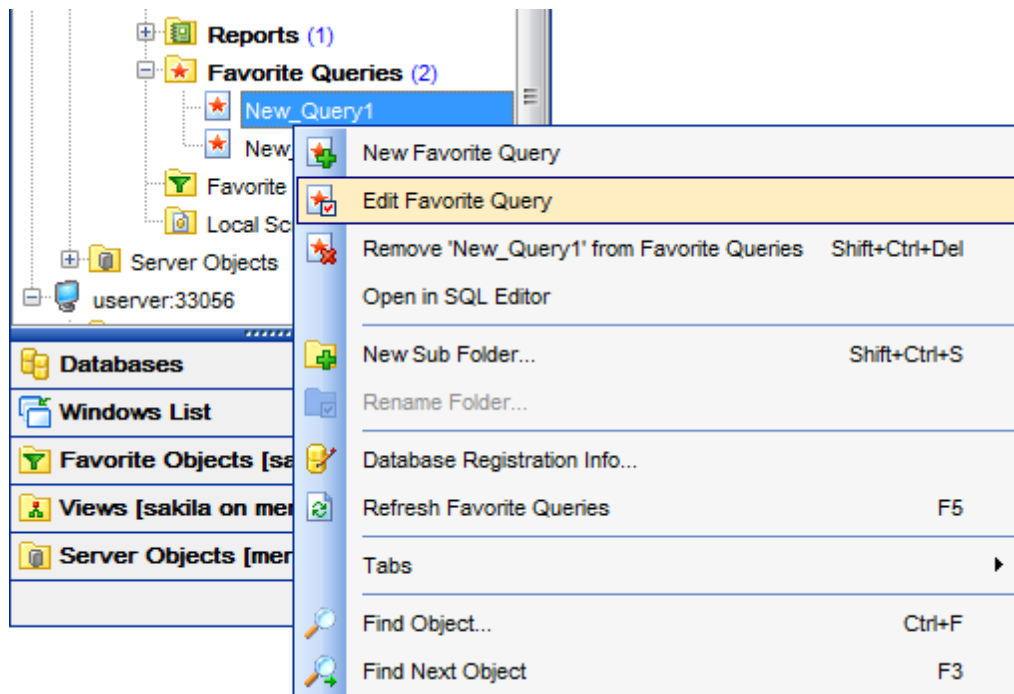 Reports (1)
Favorite Queries (2)
New_Query1
New_
Favorite
Local Sc
Server Objects
userver:33056
Databases
Windows List
Favorite Objects [sa
Views [sakila on mer
Server Objects [mer
New Favorite Query
Edit Favorite Query
Remove 'New_Query1' from Favorite Queries Shift+Ctrl+Del
Open in SQL Editor
New Sub Folder... Shift+Ctrl+S
Rename Folder...
Database Registration Info...
Refresh Favorite Queries F5
Tabs
Find Object... Ctrl+F
Find Next Object F3